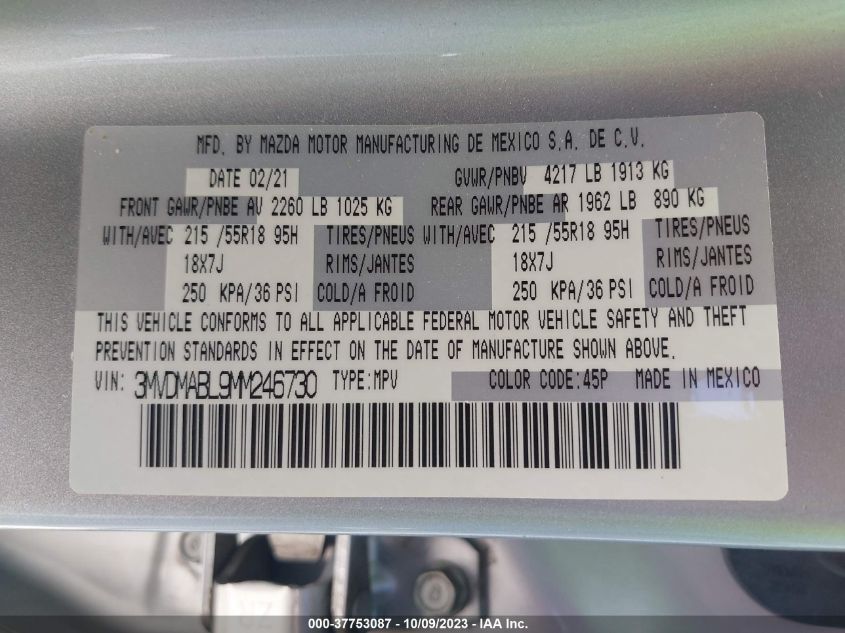 MFD. BY MAZDA MOTOR MANUFACTURING DE MEXICO S.A. DE C.V.
DATE 02/21 GVWR/PNBV 4217 LB 1913 KG
FRONT GAWR/PNBE AV 2260 LB 1025 KG REAR GAWR/PNBE AR 1962 LB 890 KG
WITH/AVEC 215 /55R18 95H TIRES/PNEUS WITH/AVEC 215 /55R18 95H TIRES/PNEUS
18X7J RIMS/JANTES 18X7J RIMS/JANTES
250 KPA/36 PSI COLD/A FROID 250 KPA/36 PSI COLD/A FROID
THIS VEHICLE CONFORMS TO ALL APPLICABLE FEDERAL MOTOR VEHICLE SAFETY AND THEFT
PREVENTION STANDARDS IN EFFECT ON THE DATE OF MANUFACTURE SHOWN ABOVE.
VIN: 3MVDMABL9MM246730 TYPE:MPV COLOR CODE:45P MADE IN MEXICO
000-37753087 - 10/09/2023 - IAA Inc.